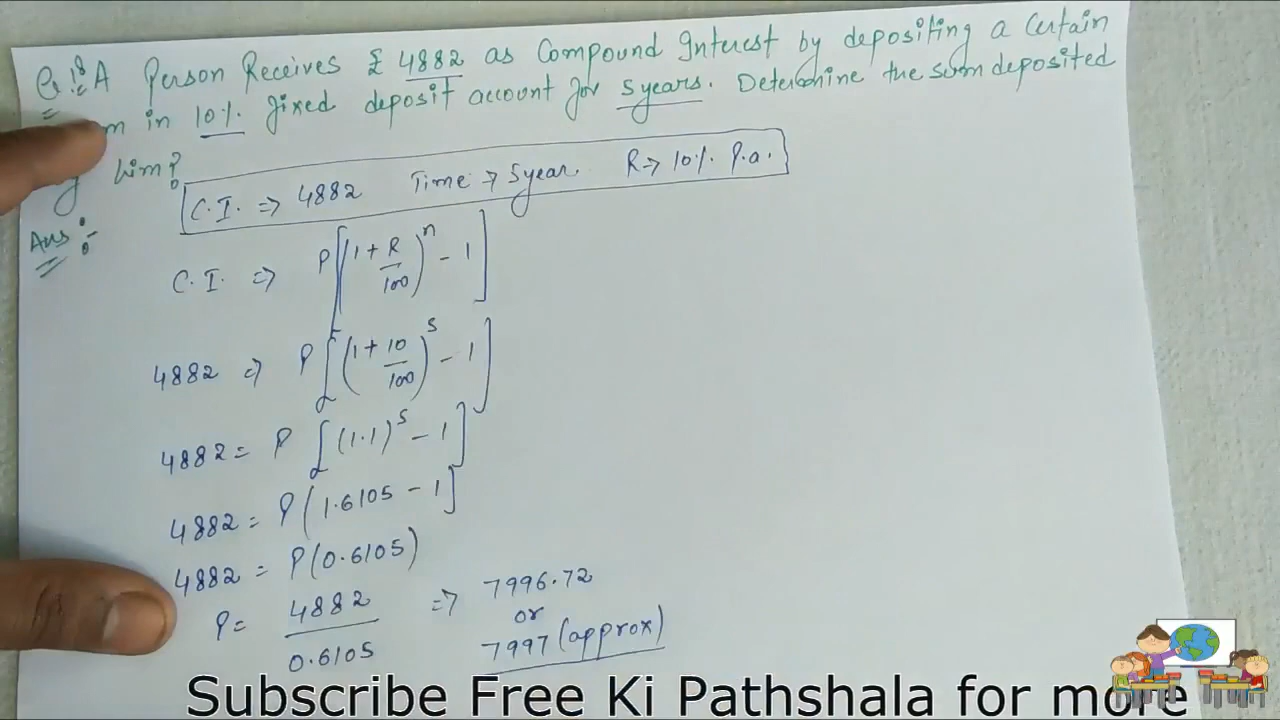 Q. 18. A Person Receives ₹ 4882 as Compound Interest by depositing a Certain
in 10% fixed deposit account for 5 years. Determine the sum deposited
him?
C.I. ⇒ 4882 Time → 5 year. R → 10% P.a.
Ans:-
C.I. ⇒ P[(1 + R/100)^n - 1]
4882 ⇒ P[(1 + 10/100)^5 - 1]
4882 = P [(1.1)^5 - 1]
4882 = P(1.6105 - 1]
4882 = P(0.6105)
P = 4882/0.6105 ⇒ 7996.72
or
7997 (approx)
Subscribe Free Ki Pathshala for more